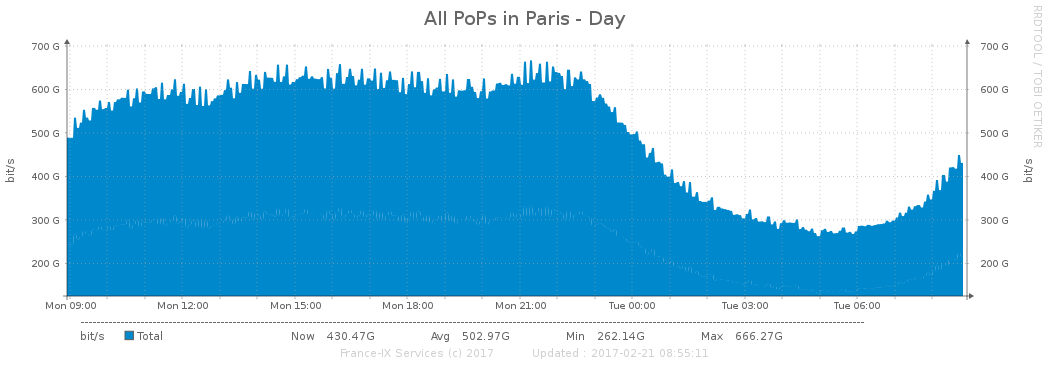 All PoPs in Paris - Day
RRDTOOL / TOBI OETIKER
700 G 700 G
600 G 600 G
500 G 500 G
400 G 400 G
300 G 300 G
200 G 200 G
bit/s bit/s
Mon 09:00 Mon 12:00 Mon 15:00 Mon 18:00 Mon 21:00 Tue 00:00 Tue 03:00 Tue 06:00
bit/s Total Now 430.47G Avg 502.97G Min 262.14G Max 666.27G
France-IX Services (c) 2017 Updated : 2017-02-21 08:55:11